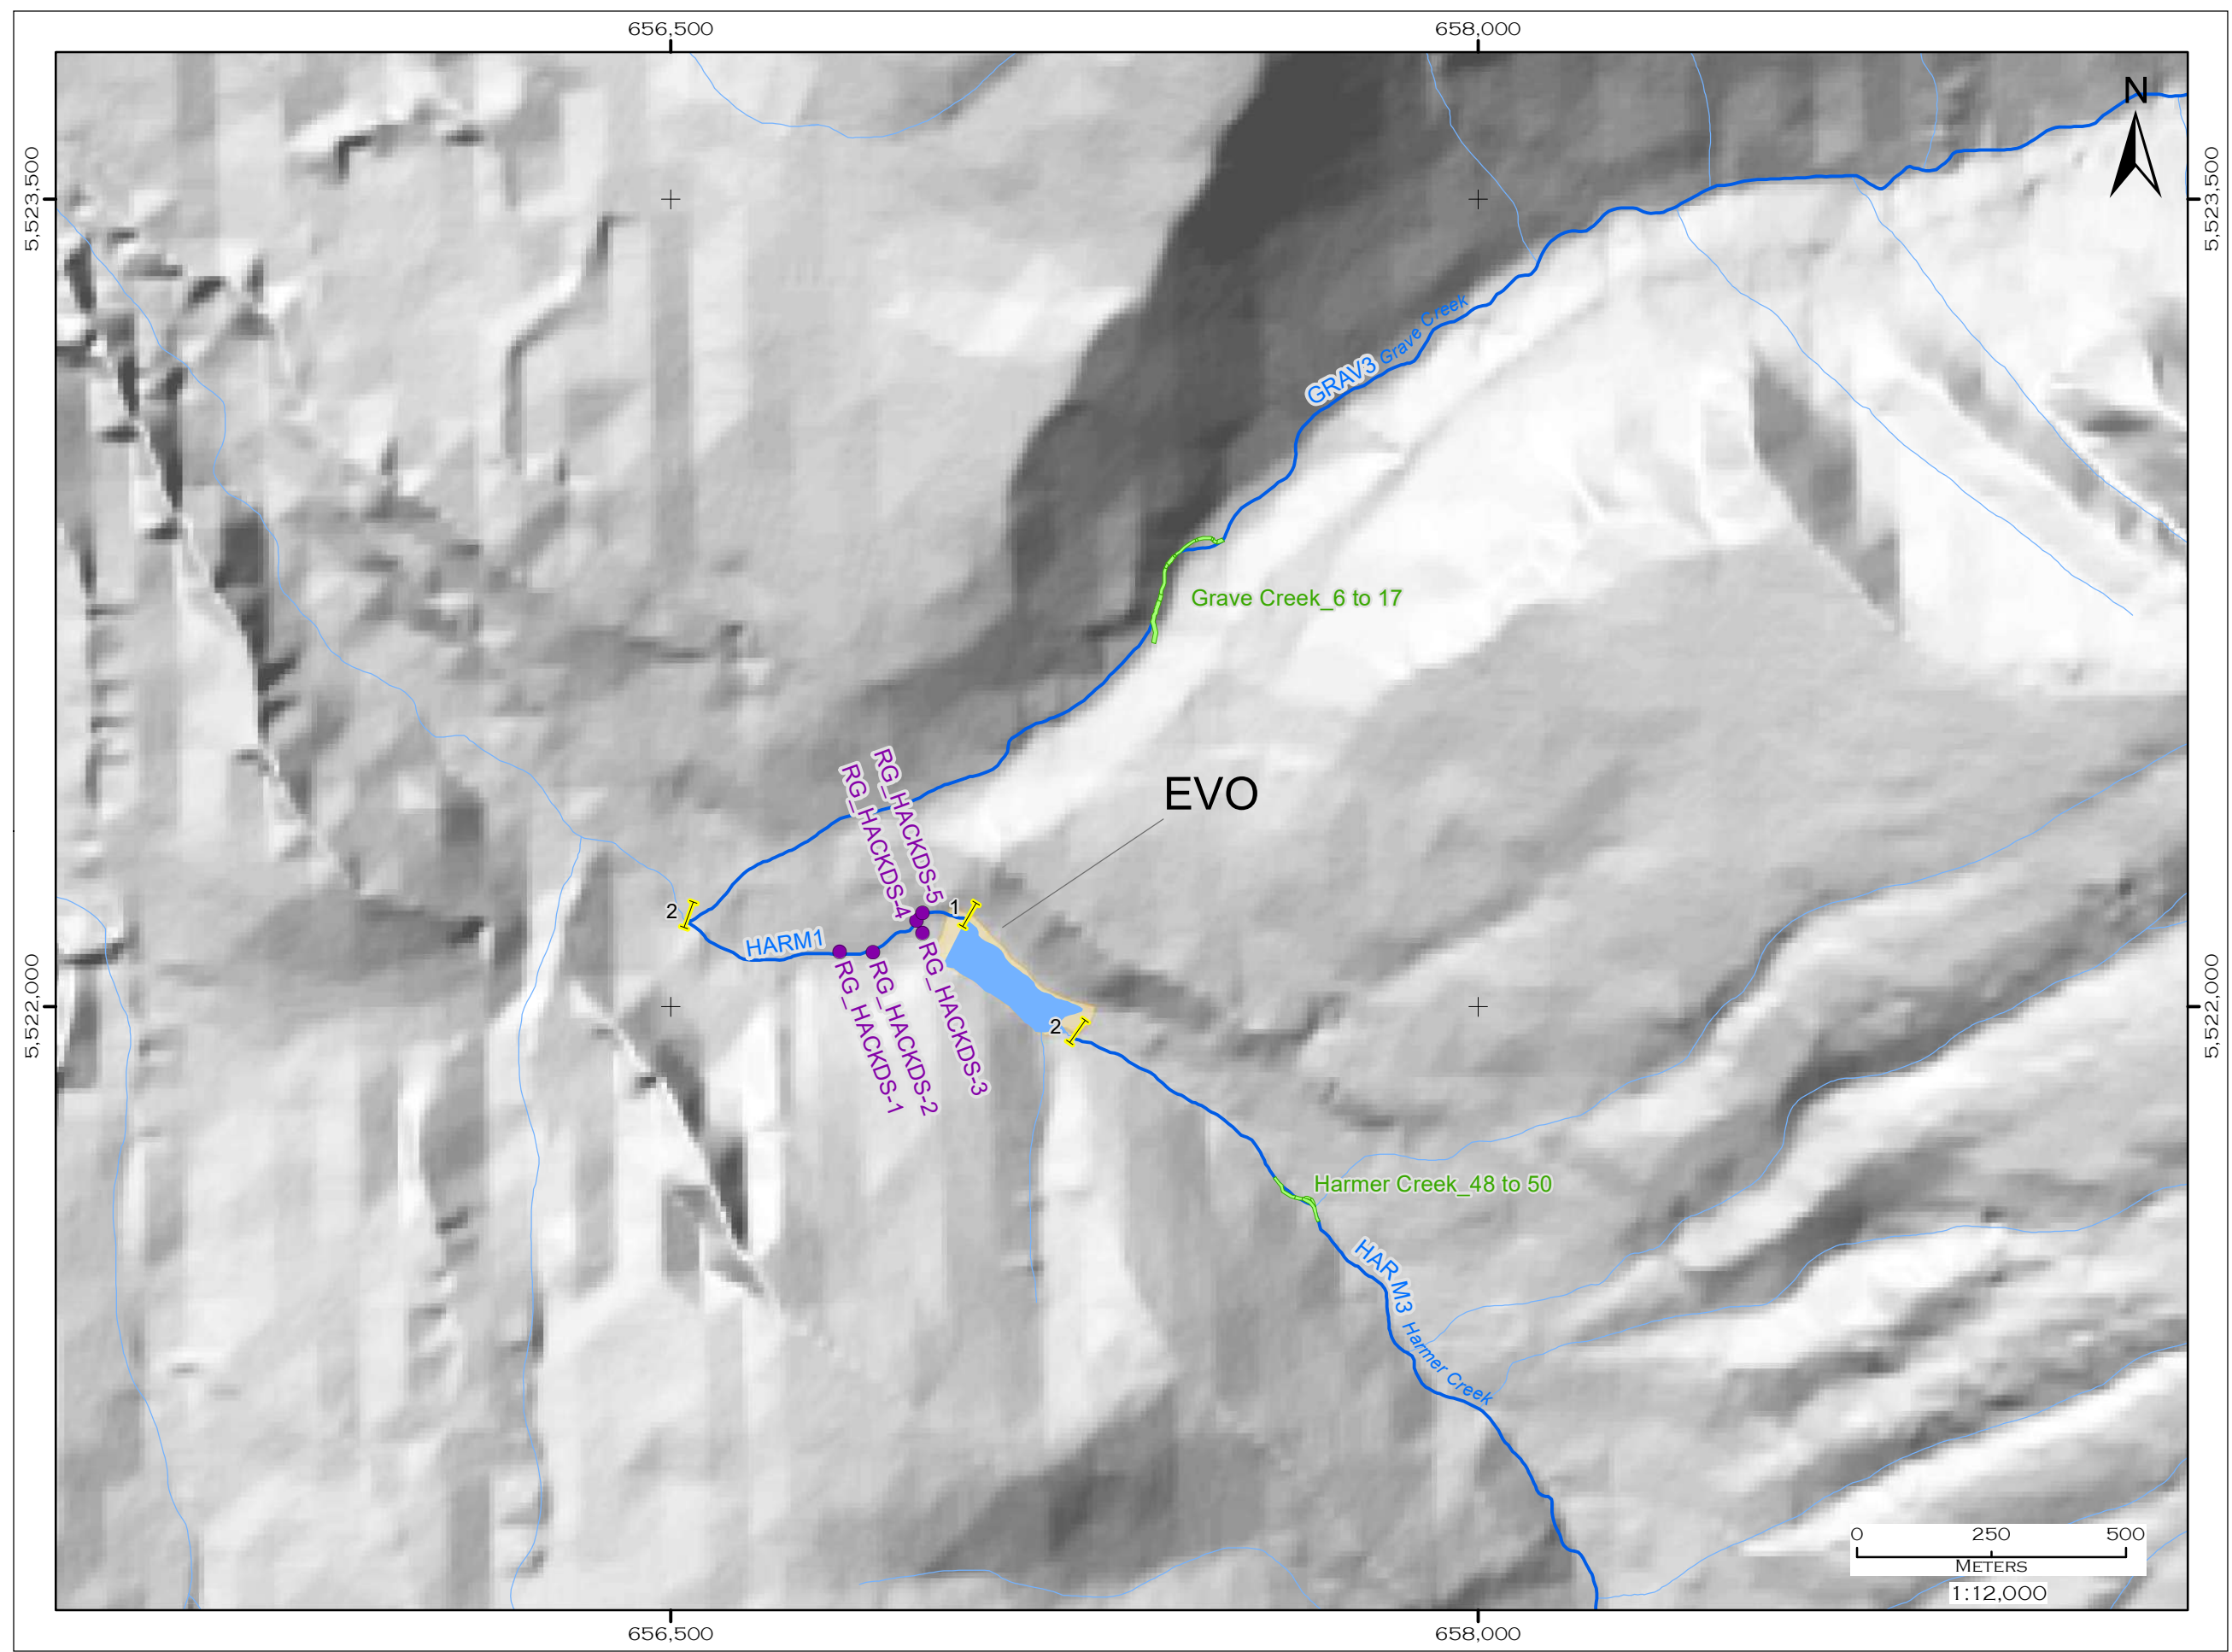 656,500
658,000
N
5,523,500
5,523,500
GRAV3
Grave Creek
Grave Creek_6 to 17
EVO
RG_HACKDS-5
RG_HACKDS-4
1
2
HARM1
RG_HACKDS-1
RG_HACKDS-2
RG_HACKDS-3
5,522,000
5,522,000
2
Harmer Creek_48 to 50
HARM3
Harmer Creek
0 250 500
METERS
1:12,000
656,500
658,000